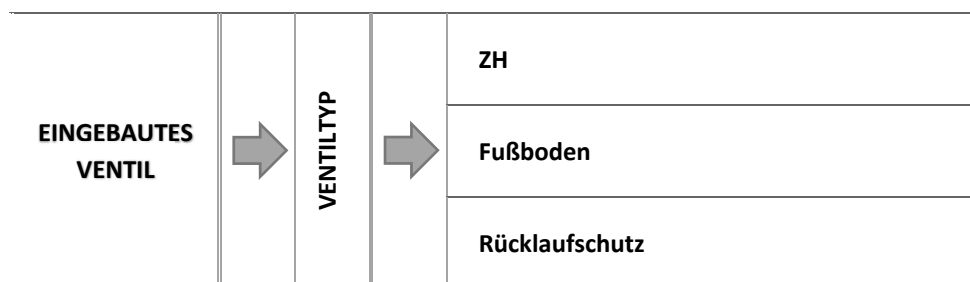 EINGEBAUTES
VENTIL
VENTILTYP
ZH
Fußboden
Rücklaufschutz